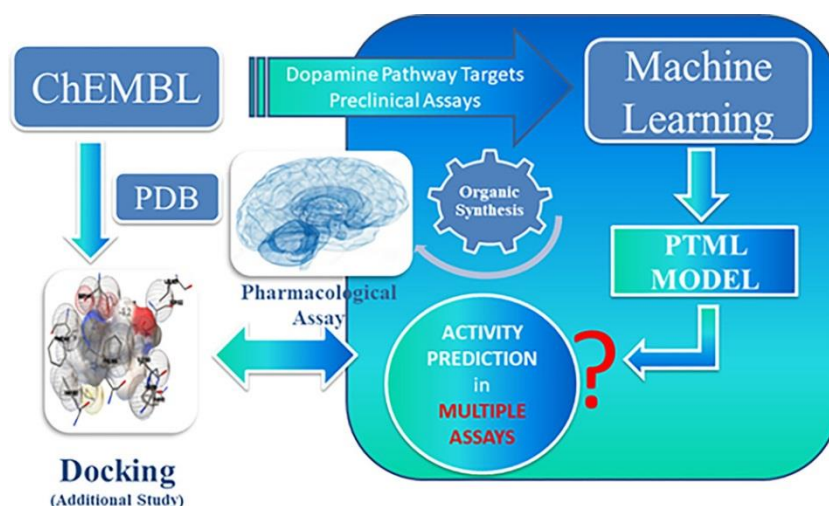 ChEMBL
Dopamine Pathway Targets
Preclinical Assays
Machine
Learning
PDB
Organic
Synthesis
PTML
MODEL
Pharmacological
Assay
ACTIVITY
PREDICTION
in
MULTIPLE
ASSAYS
?
Docking
(Additional Study)